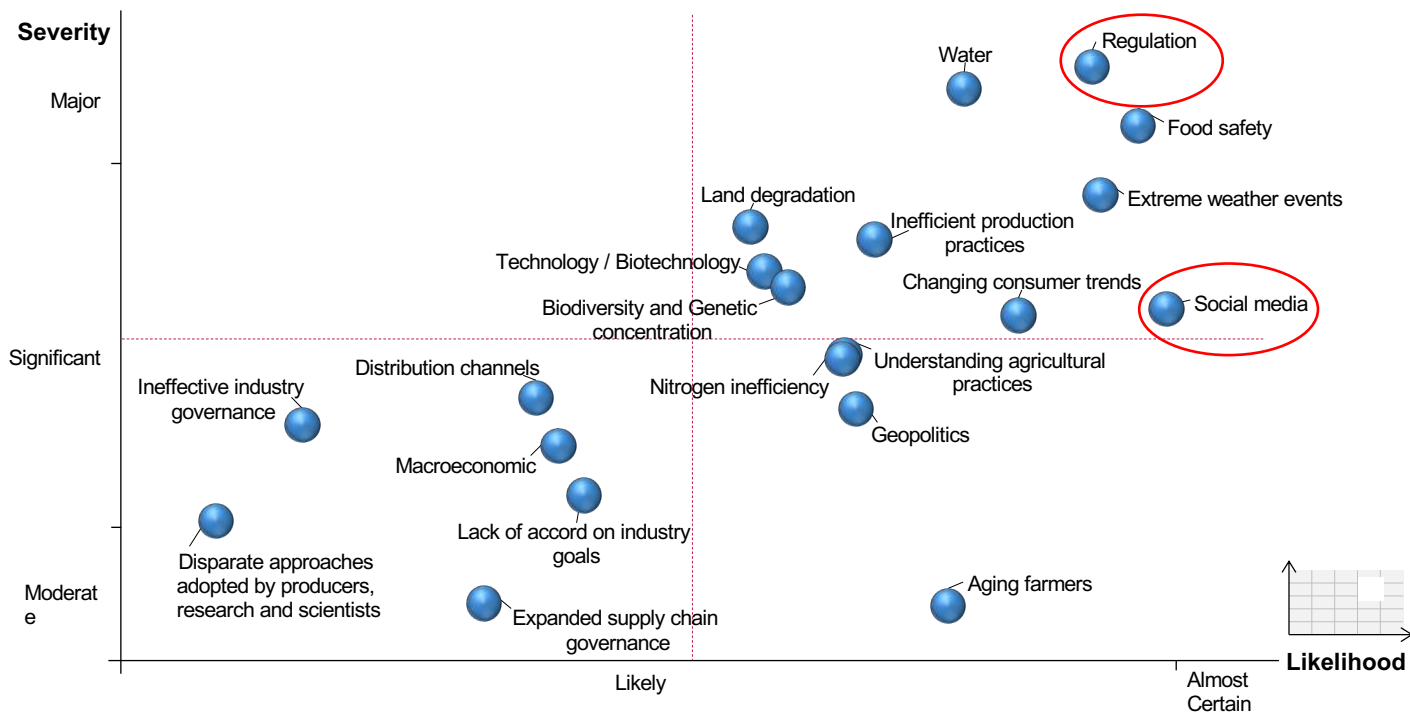 Severity
Major
Water
Regulation
Food safety
Land degradation
Extreme weather events
Inefficient production
practices
Technology / Biotechnology
Changing consumer trends
Biodiversity and Genetic
concentration
Social media
Significant
Distribution channels
Understanding agricultural
practices
Nitrogen inefficiency
Ineffective industry
governance
Geopolitics
Macroeconomic
Lack of accord on industry
goals
Disparate approaches
adopted by producers,
research and scientists
Moderat
e
Expanded supply chain
governance
Aging farmers
Likelihood
Likely
Almost
Certain